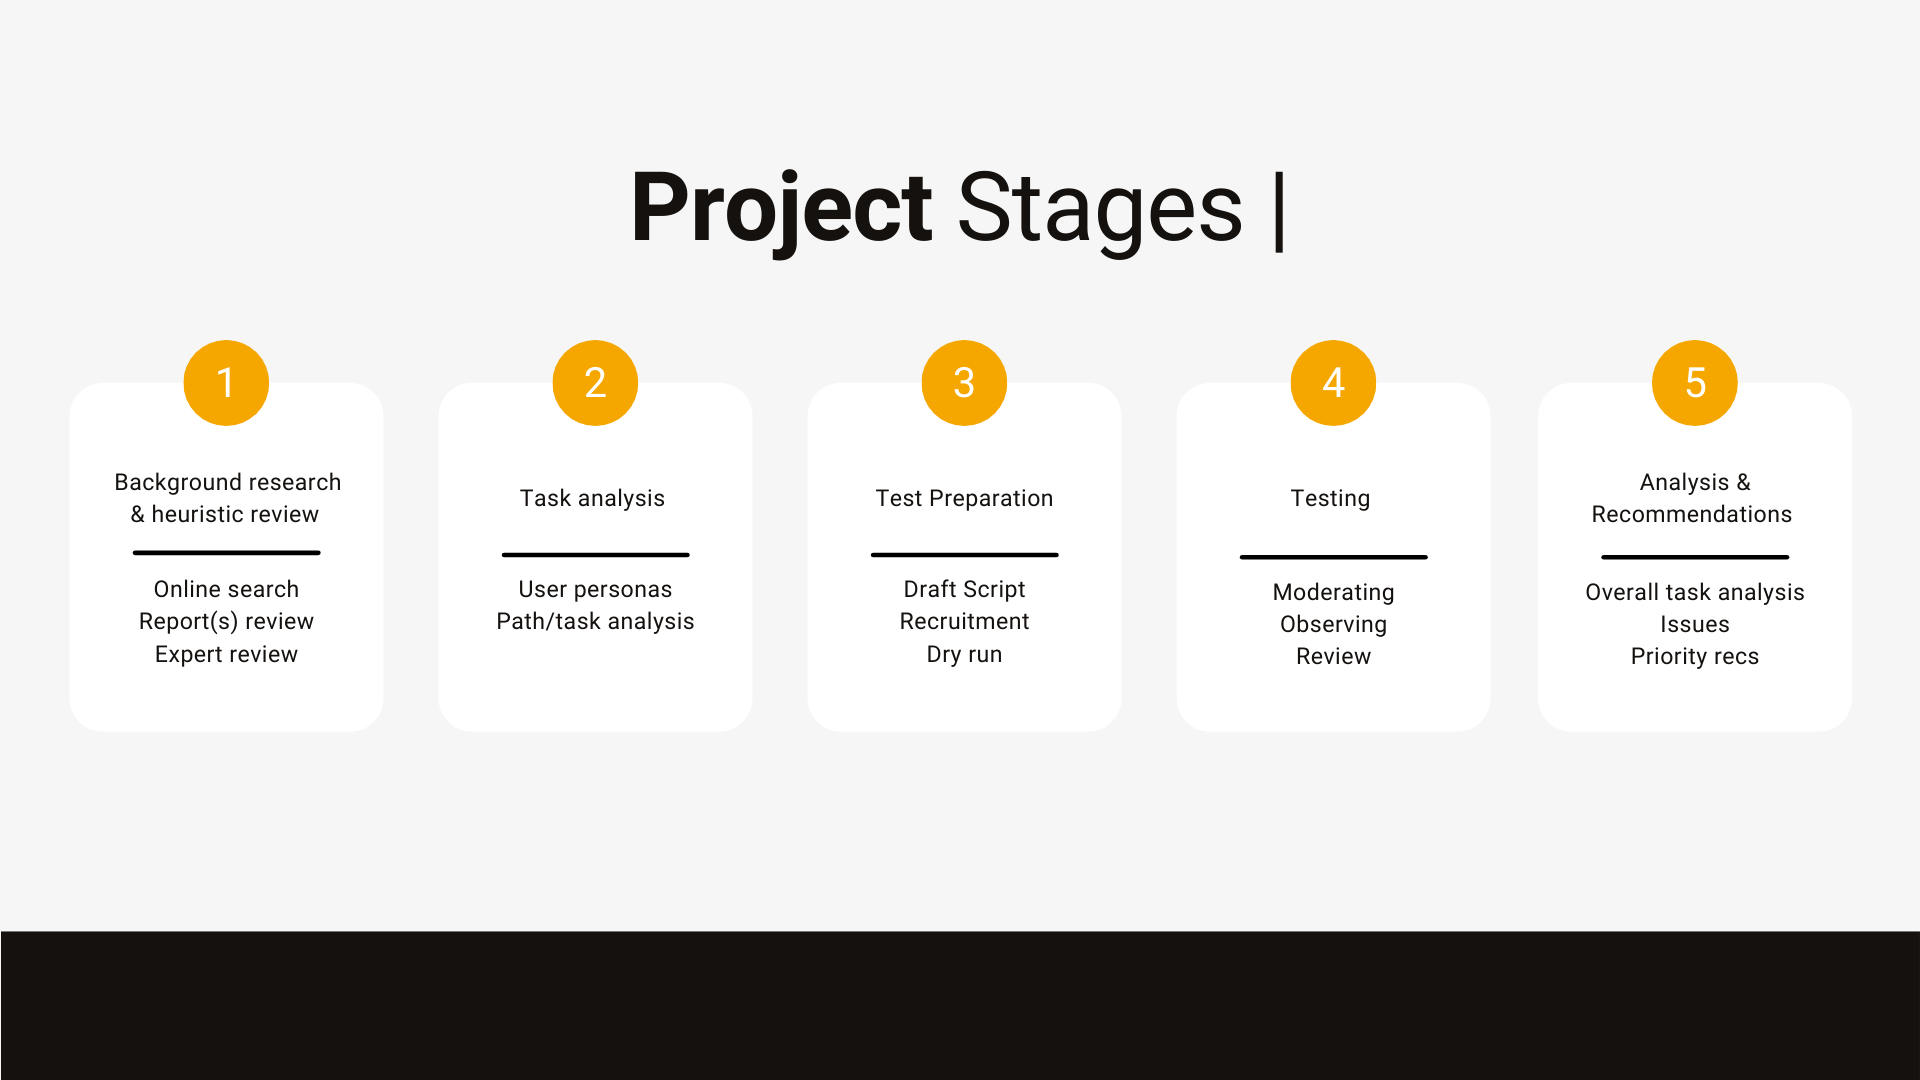 Project Stages |
1
Background research
& heuristic review
Online search
Report(s) review
Expert review
2
Task analysis
User personas
Path/task analysis
3
Test Preparation
Draft Script
Recruitment
Dry run
4
Testing
Moderating
Observing
Review
5
Analysis &
Recommendations
Overall task analysis
Issues
Priority recs